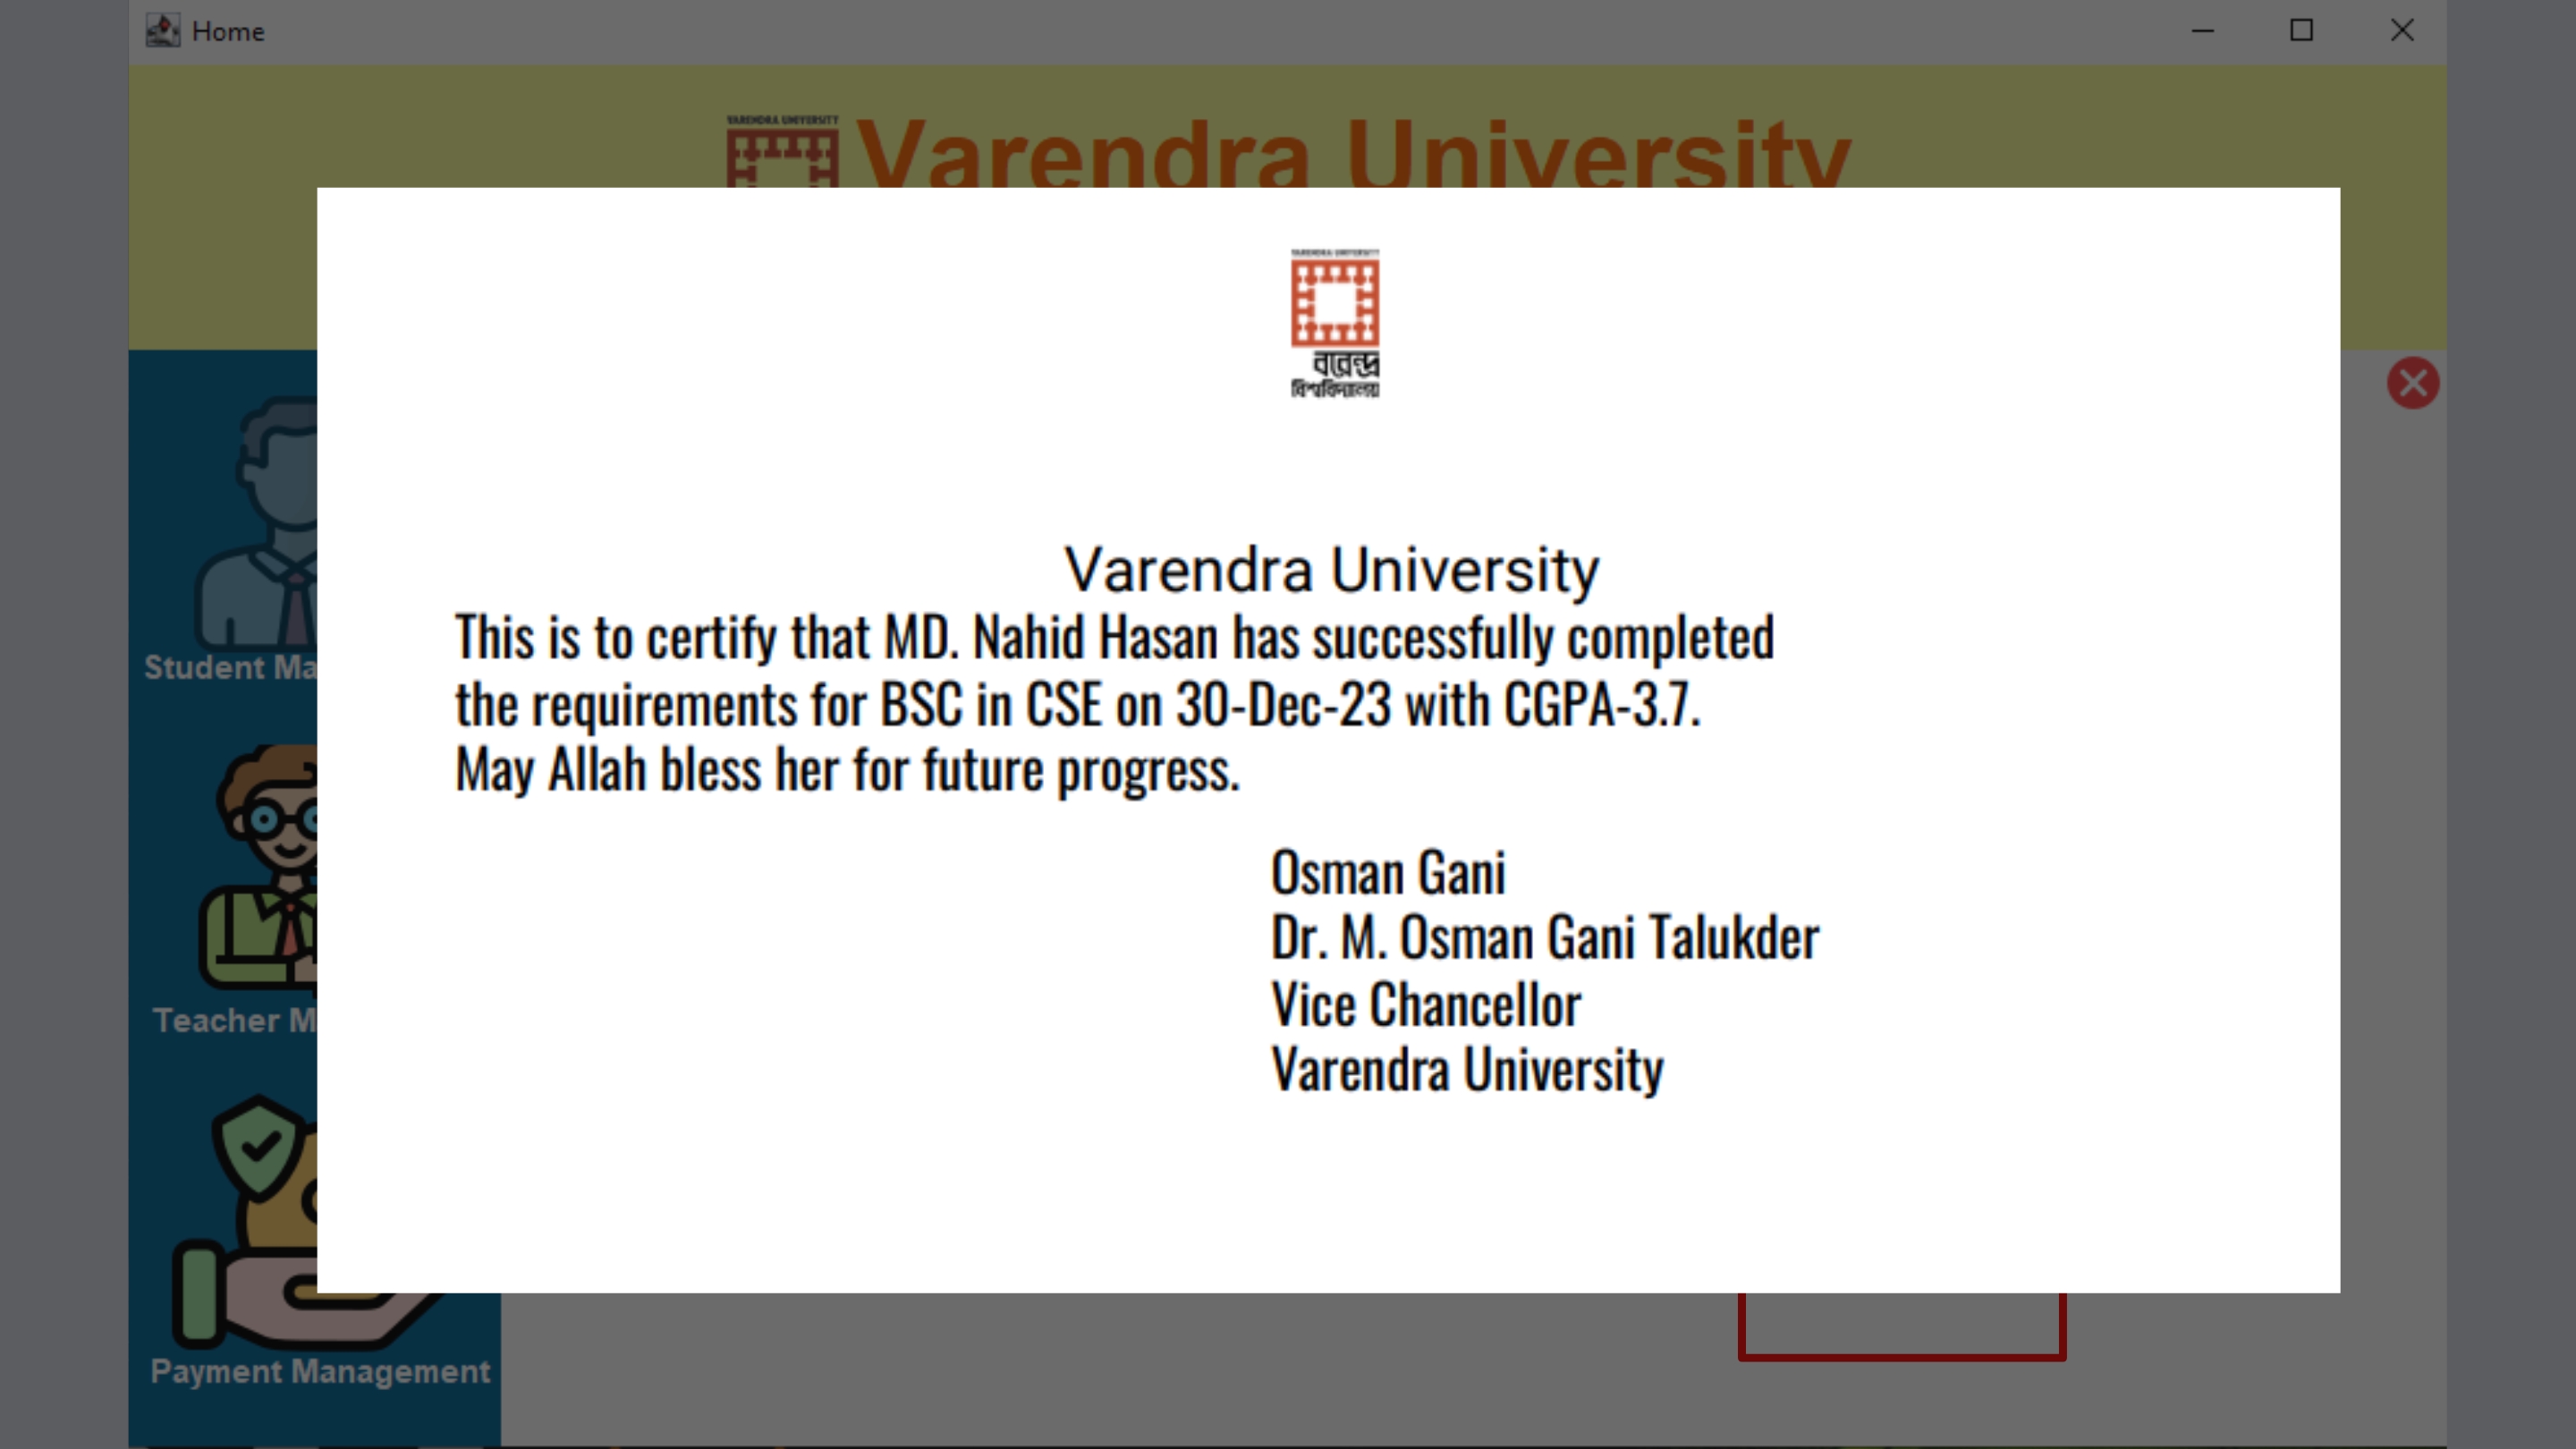 Home
VARENDRA UNIVERSITY
Varendra University
VARENDRA UNIVERSITY
বরেন্দ্র
বিশ্ববিদ্যালয়
Varendra University
This is to certify that MD. Nahid Hasan has successfully completed
the requirements for BSC in CSE on 30-Dec-23 with CGPA-3.7.
May Allah bless her for future progress.
Osman Gani
Dr. M. Osman Gani Talukder
Vice Chancellor
Varendra University
Student Ma
Teacher M
Payment Management